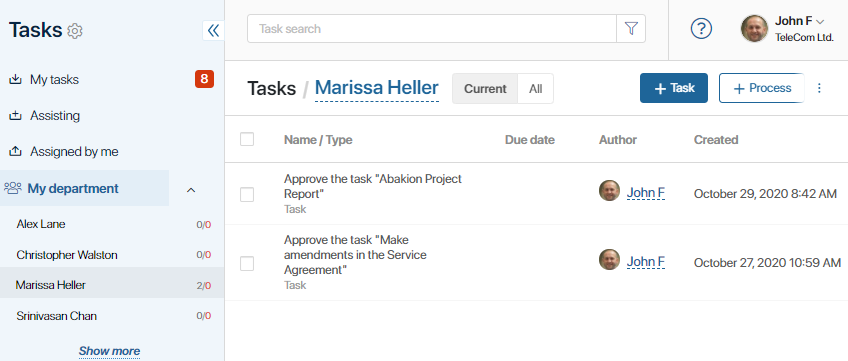 Tasks
Task search
John F
TeleCom Ltd.
My tasks
8
Assisting
Assigned by me
My department
Alex Lane 0/0
Christopher Walston 0/0
Marissa Heller 2/0
Srinivasan Chan 0/0
Show more
Tasks / Marissa Heller
Current All
+ Task
+ Process
Name / Type Due date Author Created
Approve the task "Abakion Project
Report"
Task
John F
October 29, 2020 8:42 AM
Approve the task "Make
amendments in the Service
Agreement"
Task
John F
October 27, 2020 10:59 AM